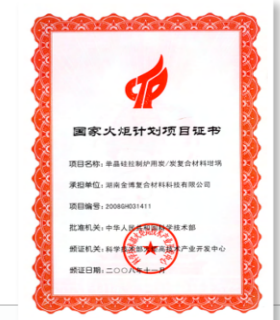 国家火炬计划项目证书
项目名称：单晶硅拉制炉用炭/炭复合材料坩埚
承担单位：湖南金博复合材料科技有限公司
项目编号：2008GH031411
批准机关：中华人民共和国科学技术部
颁证机关：科学技术部火炬高技术产业开发中心
颁证日期：二〇〇八年十一月